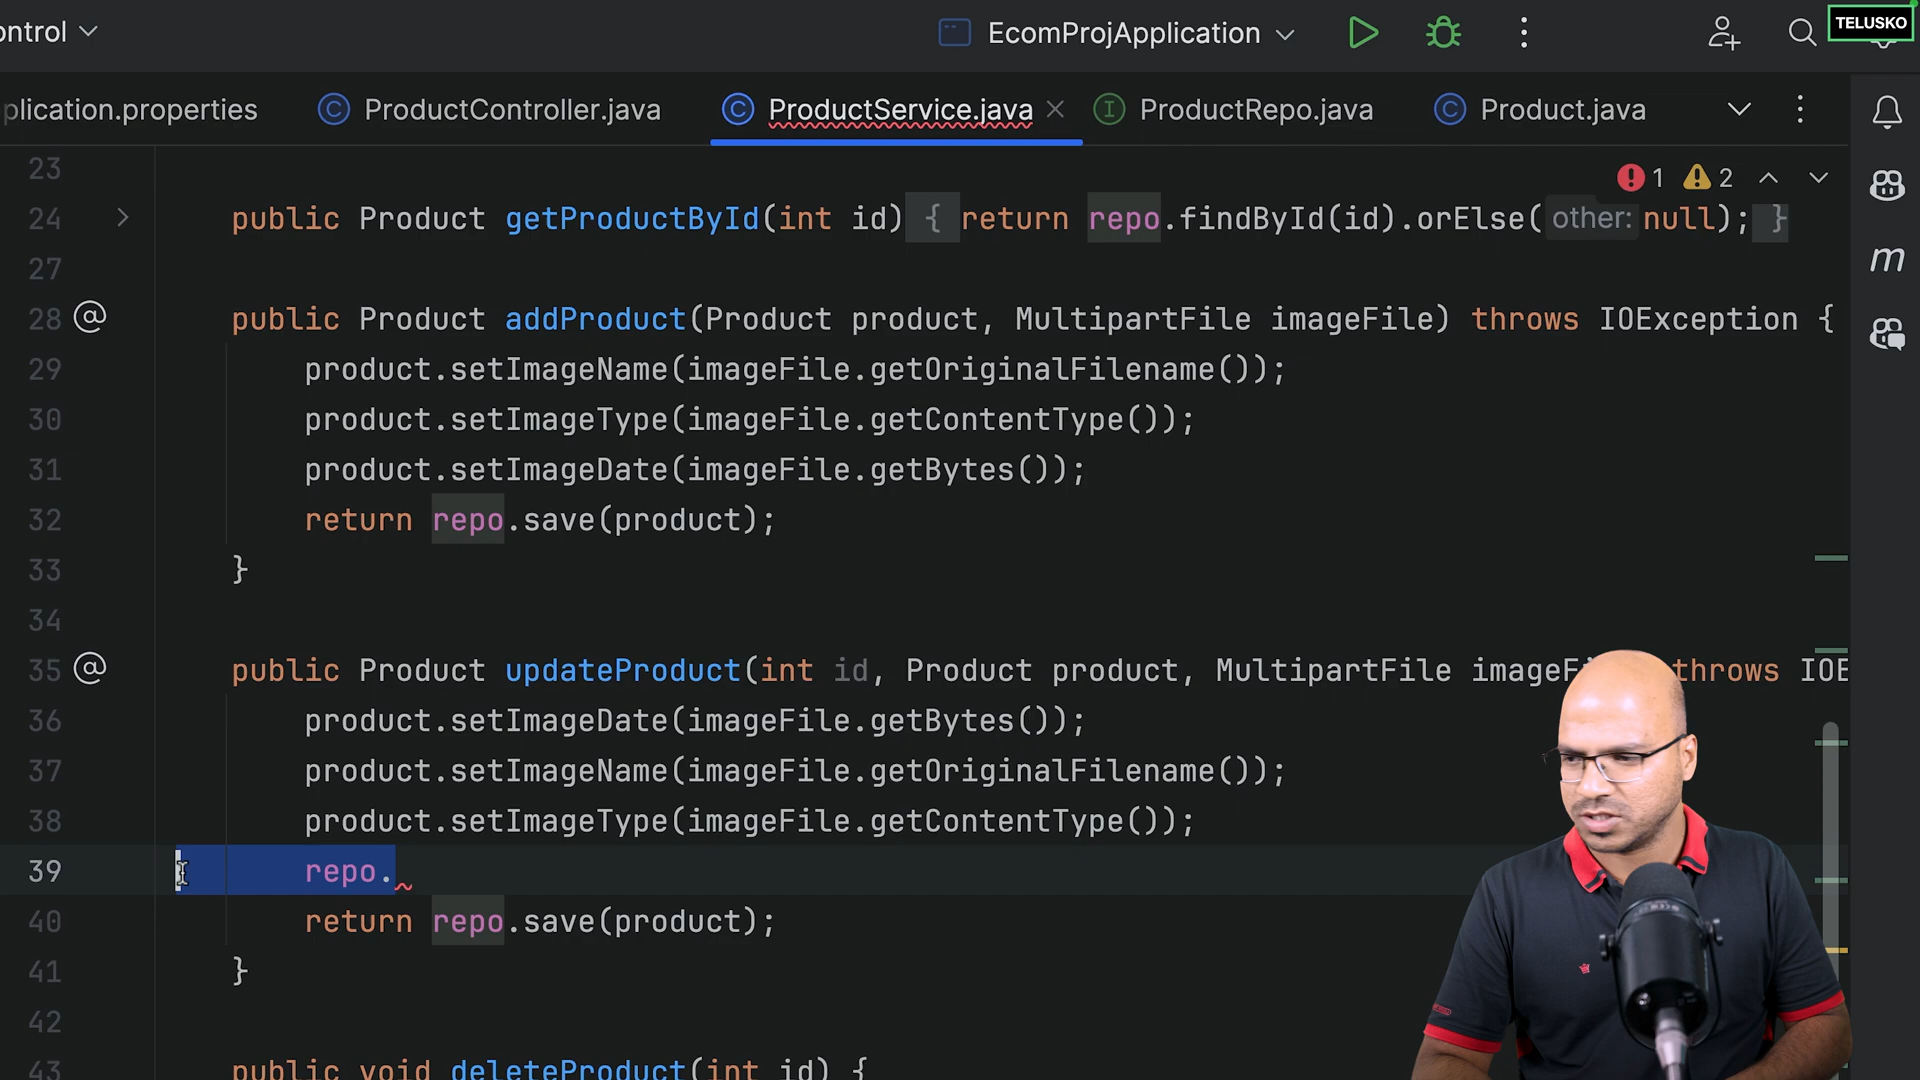 ontrol
EcomProjApplication
TELUSKO
plication.properties
ProductController.java
ProductService.java
ProductRepo.java
Product.java
23
1 2
24 public Product getProductById(int id) { return repo.findById(id).orElse( other: null); }
27
28 public Product addProduct(Product product, MultipartFile imageFile) throws IOException {
29 product.setImageName(imageFile.getOriginalFilename());
30 product.setImageType(imageFile.getContentType());
31 product.setImageDate(imageFile.getBytes());
32 return repo.save(product);
33 }
34
35 public Product updateProduct(int id, Product product, MultipartFile imageFi throws IOE
36 product.setImageDate(imageFile.getBytes());
37 product.setImageName(imageFile.getOriginalFilename());
38 product.setImageType(imageFile.getContentType());
39 repo.
40 return repo.save(product);
41 }
42
43 public void deleteProduct(int id) {